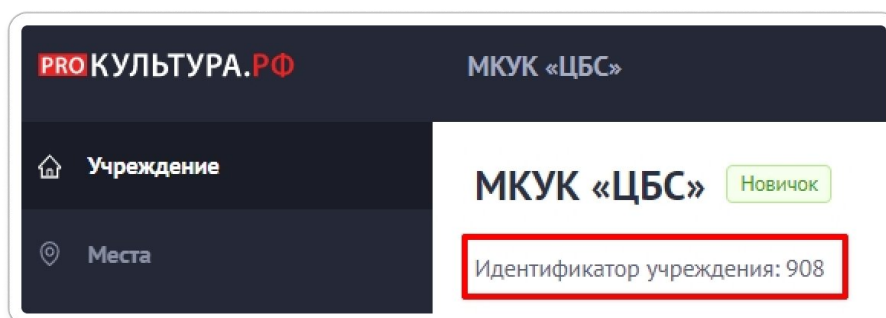 PROКУЛЬТУРА.РФ
МКУК «ЦБС»
Учреждение
Места
МКУК «ЦБС» Новичок
Идентификатор учреждения: 908